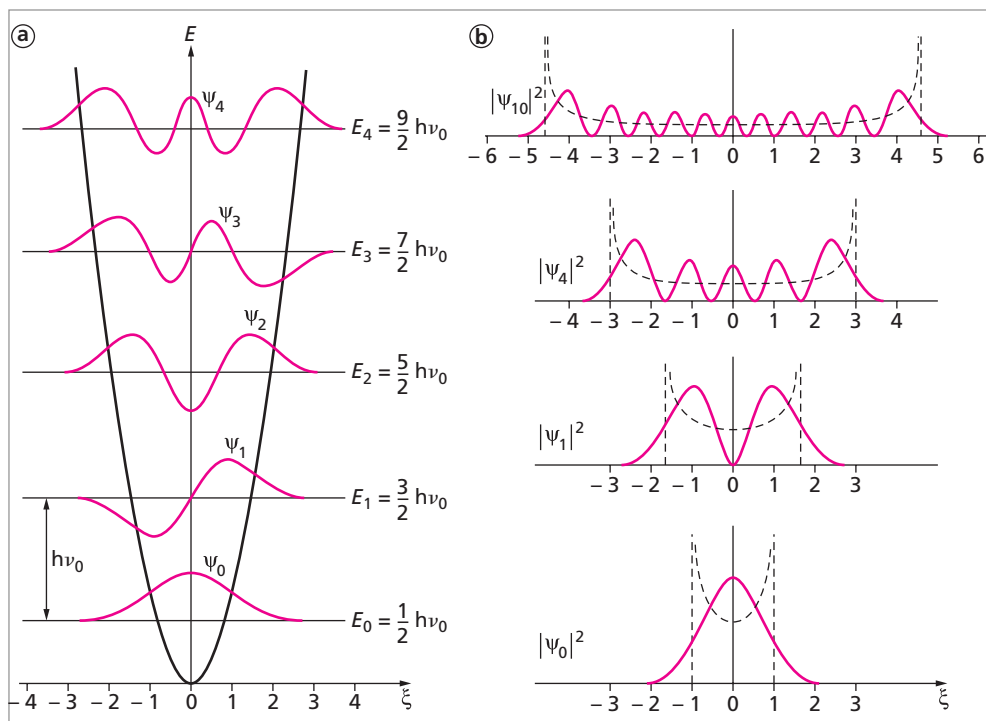 a
E
ψ4
E4 = 9/2 hν0
ψ3
E3 = 7/2 hν0
ψ2
E2 = 5/2 hν0
ψ1
E1 = 3/2 hν0
hν0
ψ0
E0 = 1/2 hν0
−4 −3 −2 −1 0 1 2 3 4 ξ
b
|ψ10|²
−6 −5 −4 −3 −2 −1 0 1 2 3 4 5 6
|ψ4|²
−4 −3 −2 −1 0 1 2 3 4
|ψ1|²
−3 −2 −1 0 1 2 3
|ψ0|²
−2 −1 0 1 2 ξ